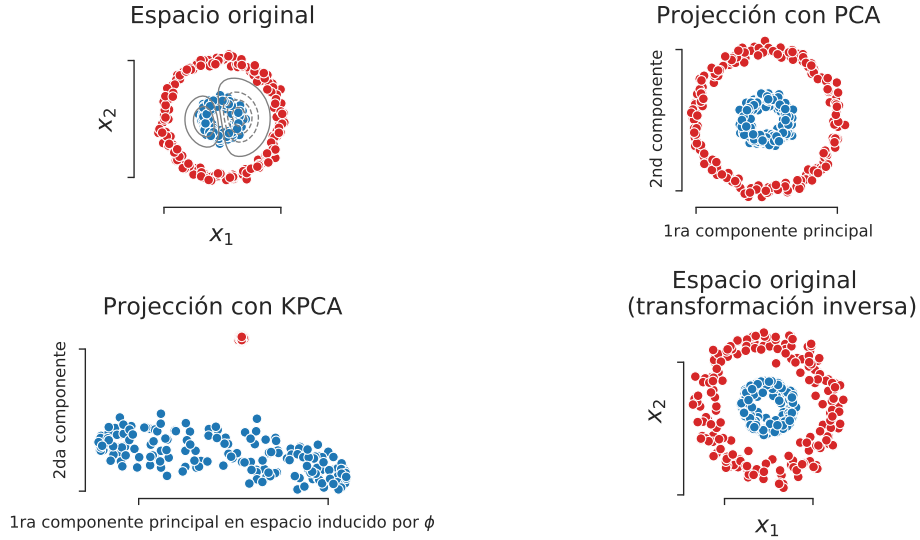 Espacio original
x2
x1
Projección con PCA
2nd componente
1ra componente principal
Projección con KPCA
2da componente
1ra componente principal en espacio inducido por ϕ
Espacio original
(transformación inversa)
x2
x1